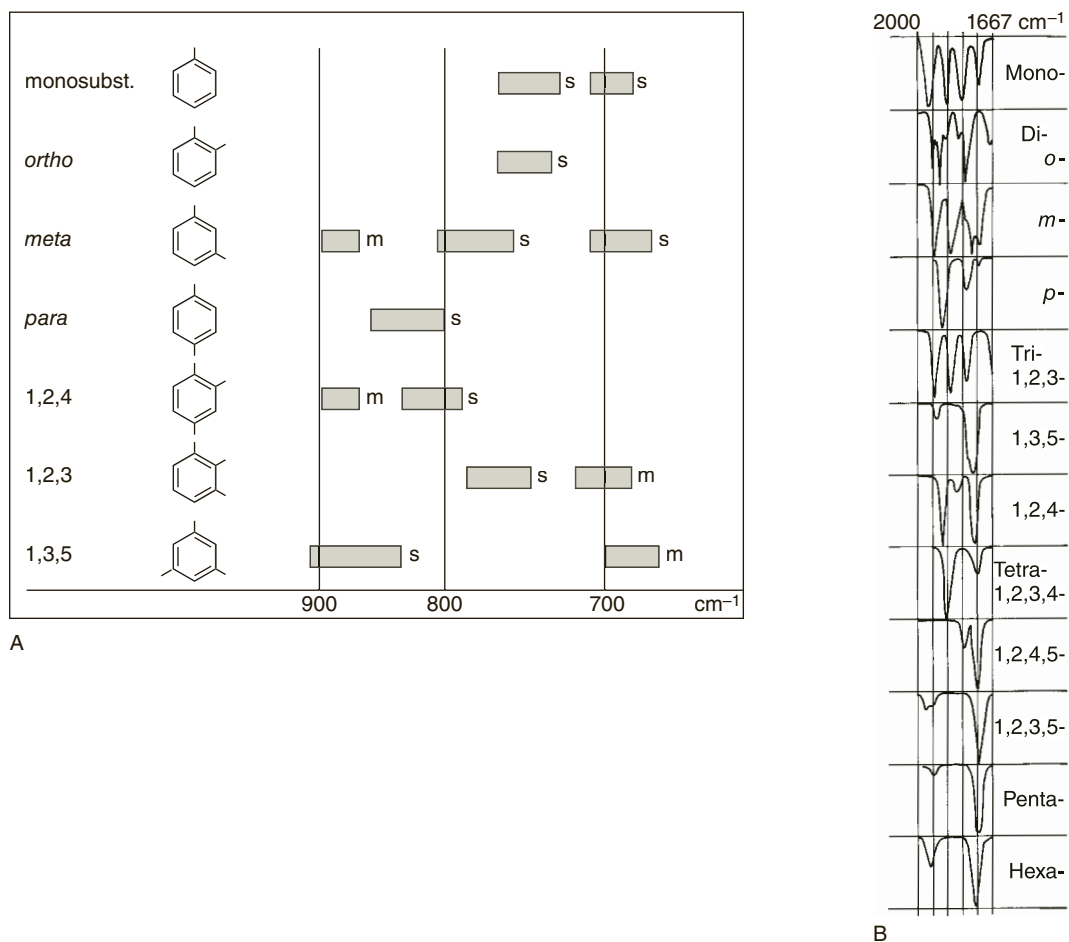 monosubst. s s
ortho s
meta m s s
para s
1,2,4 m s
1,2,3 s m
1,3,5 s m
900 800 700 cm–1
A
2000 1667 cm–1
Mono-
Di-
o-
m-
p-
Tri-
1,2,3-
1,3,5-
1,2,4-
Tetra-
1,2,3,4-
1,2,4,5-
1,2,3,5-
Penta-
Hexa-
B